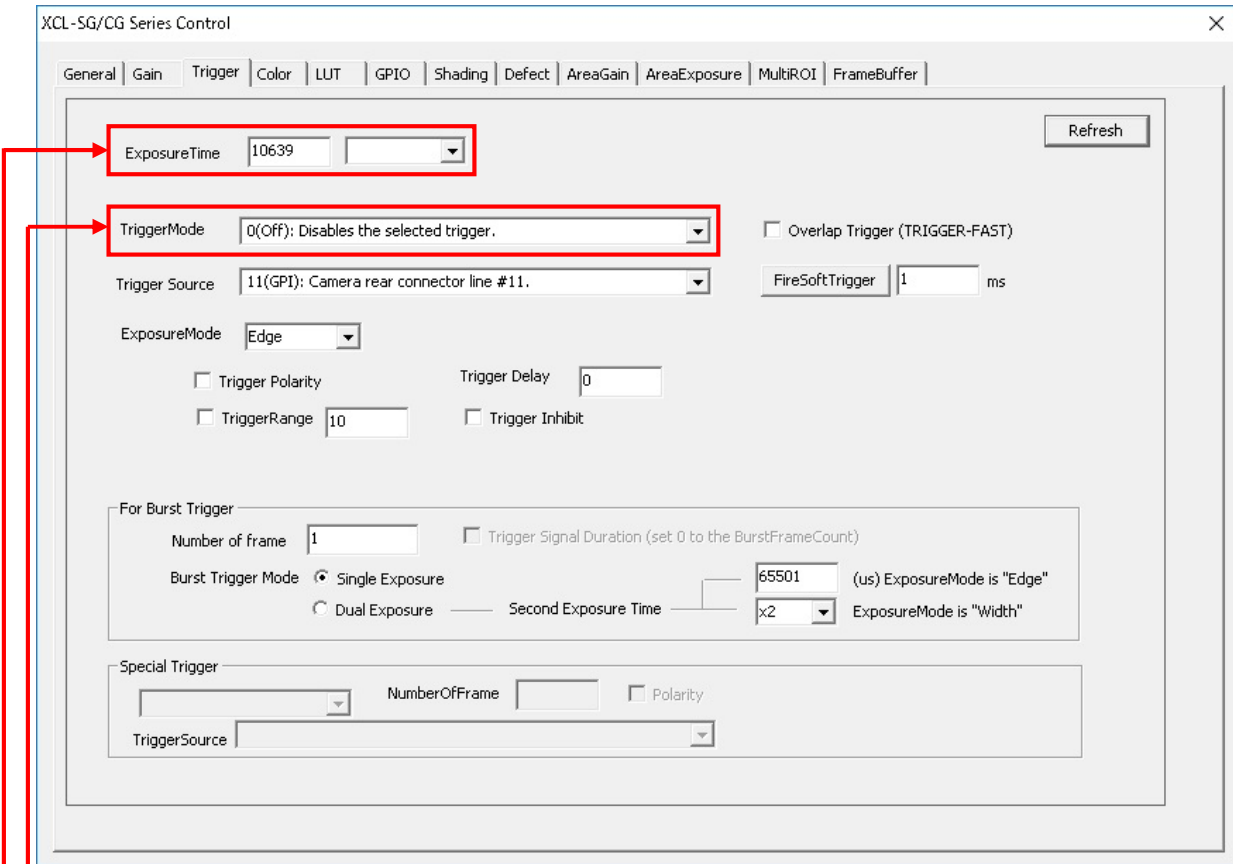 XCL-SG/CG Series Control
General Gain Trigger Color LUT GPIO Shading Defect AreaGain AreaExposure MultiROI FrameBuffer
Refresh
ExposureTime 10639
TriggerMode 0(Off): Disables the selected trigger. Overlap Trigger (TRIGGER-FAST)
Trigger Source 11(GPI): Camera rear connector line #11. FireSoftTrigger 1 ms
ExposureMode Edge
Trigger Polarity Trigger Delay 0
TriggerRange 10 Trigger Inhibit
For Burst Trigger
Number of frame 1 Trigger Signal Duration (set 0 to the BurstFrameCount)
Burst Trigger Mode Single Exposure 65501 (us) ExposureMode is "Edge"
Dual Exposure Second Exposure Time x2 ExposureMode is "Width"
Special Trigger
NumberOfFrame Polarity
TriggerSource